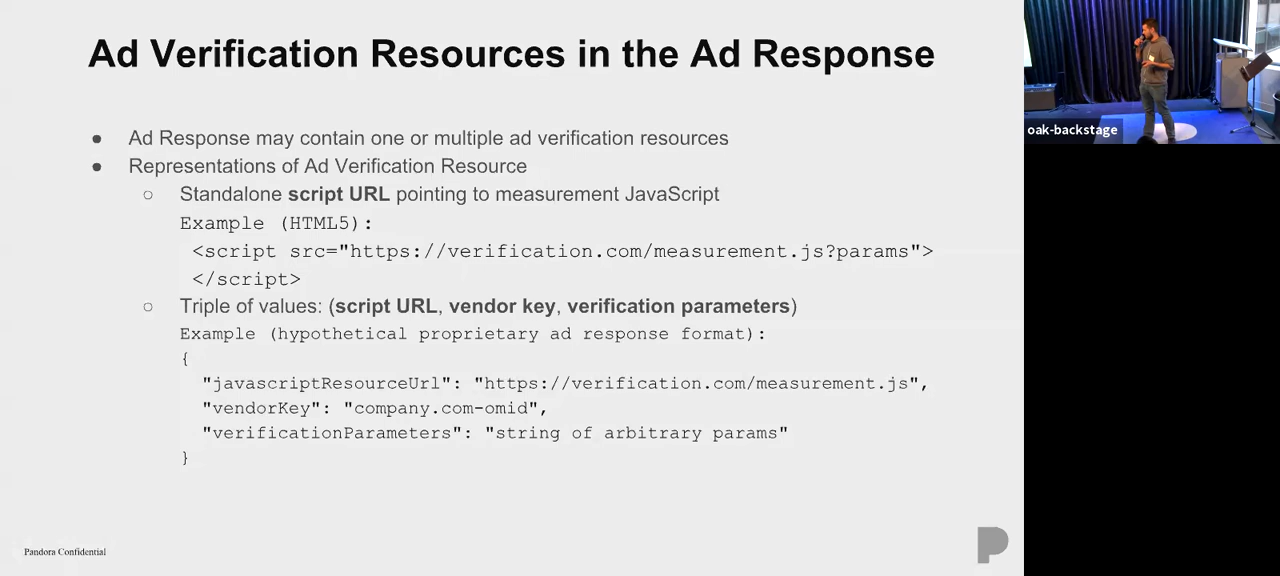 Ad Verification Resources in the Ad Response
● Ad Response may contain one or multiple ad verification resources
● Representations of Ad Verification Resource
○ Standalone script URL pointing to measurement JavaScript
Example (HTML5):
<script src="https://verification.com/measurement.js?params">
</script>
○ Triple of values: (script URL, vendor key, verification parameters)
Example (hypothetical proprietary ad response format):
{
"javascriptResourceUrl": "https://verification.com/measurement.js",
"vendorKey": "company.com-omid",
"verificationParameters": "string of arbitrary params"
}
Pandora Confidential
oak-backstage